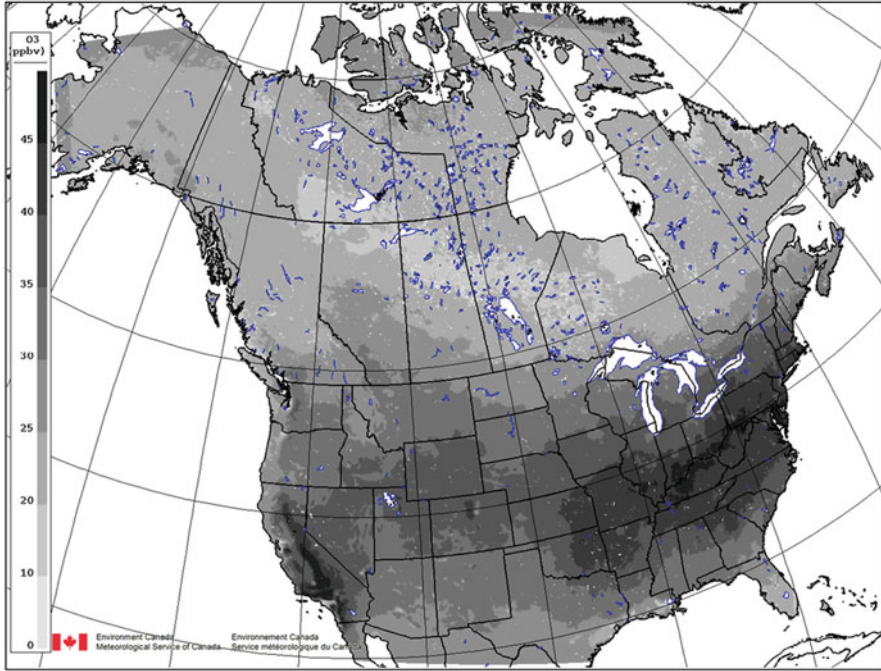 O3
ppbv)
45
40
35
30
25
20
10
0
Environment Canada Environnement Canada
Meteorological Service of Canada Service météorologique du Canada